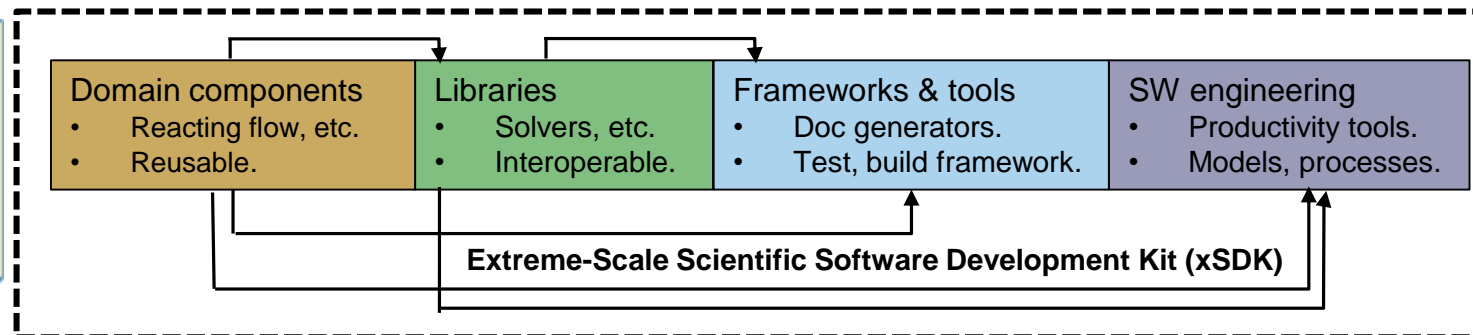 Domain components
• Reacting flow, etc.
• Reusable.
Libraries
• Solvers, etc.
• Interoperable.
Frameworks & tools
• Doc generators.
• Test, build framework.
SW engineering
• Productivity tools.
• Models, processes.
Extreme-Scale Scientific Software Development Kit (xSDK)